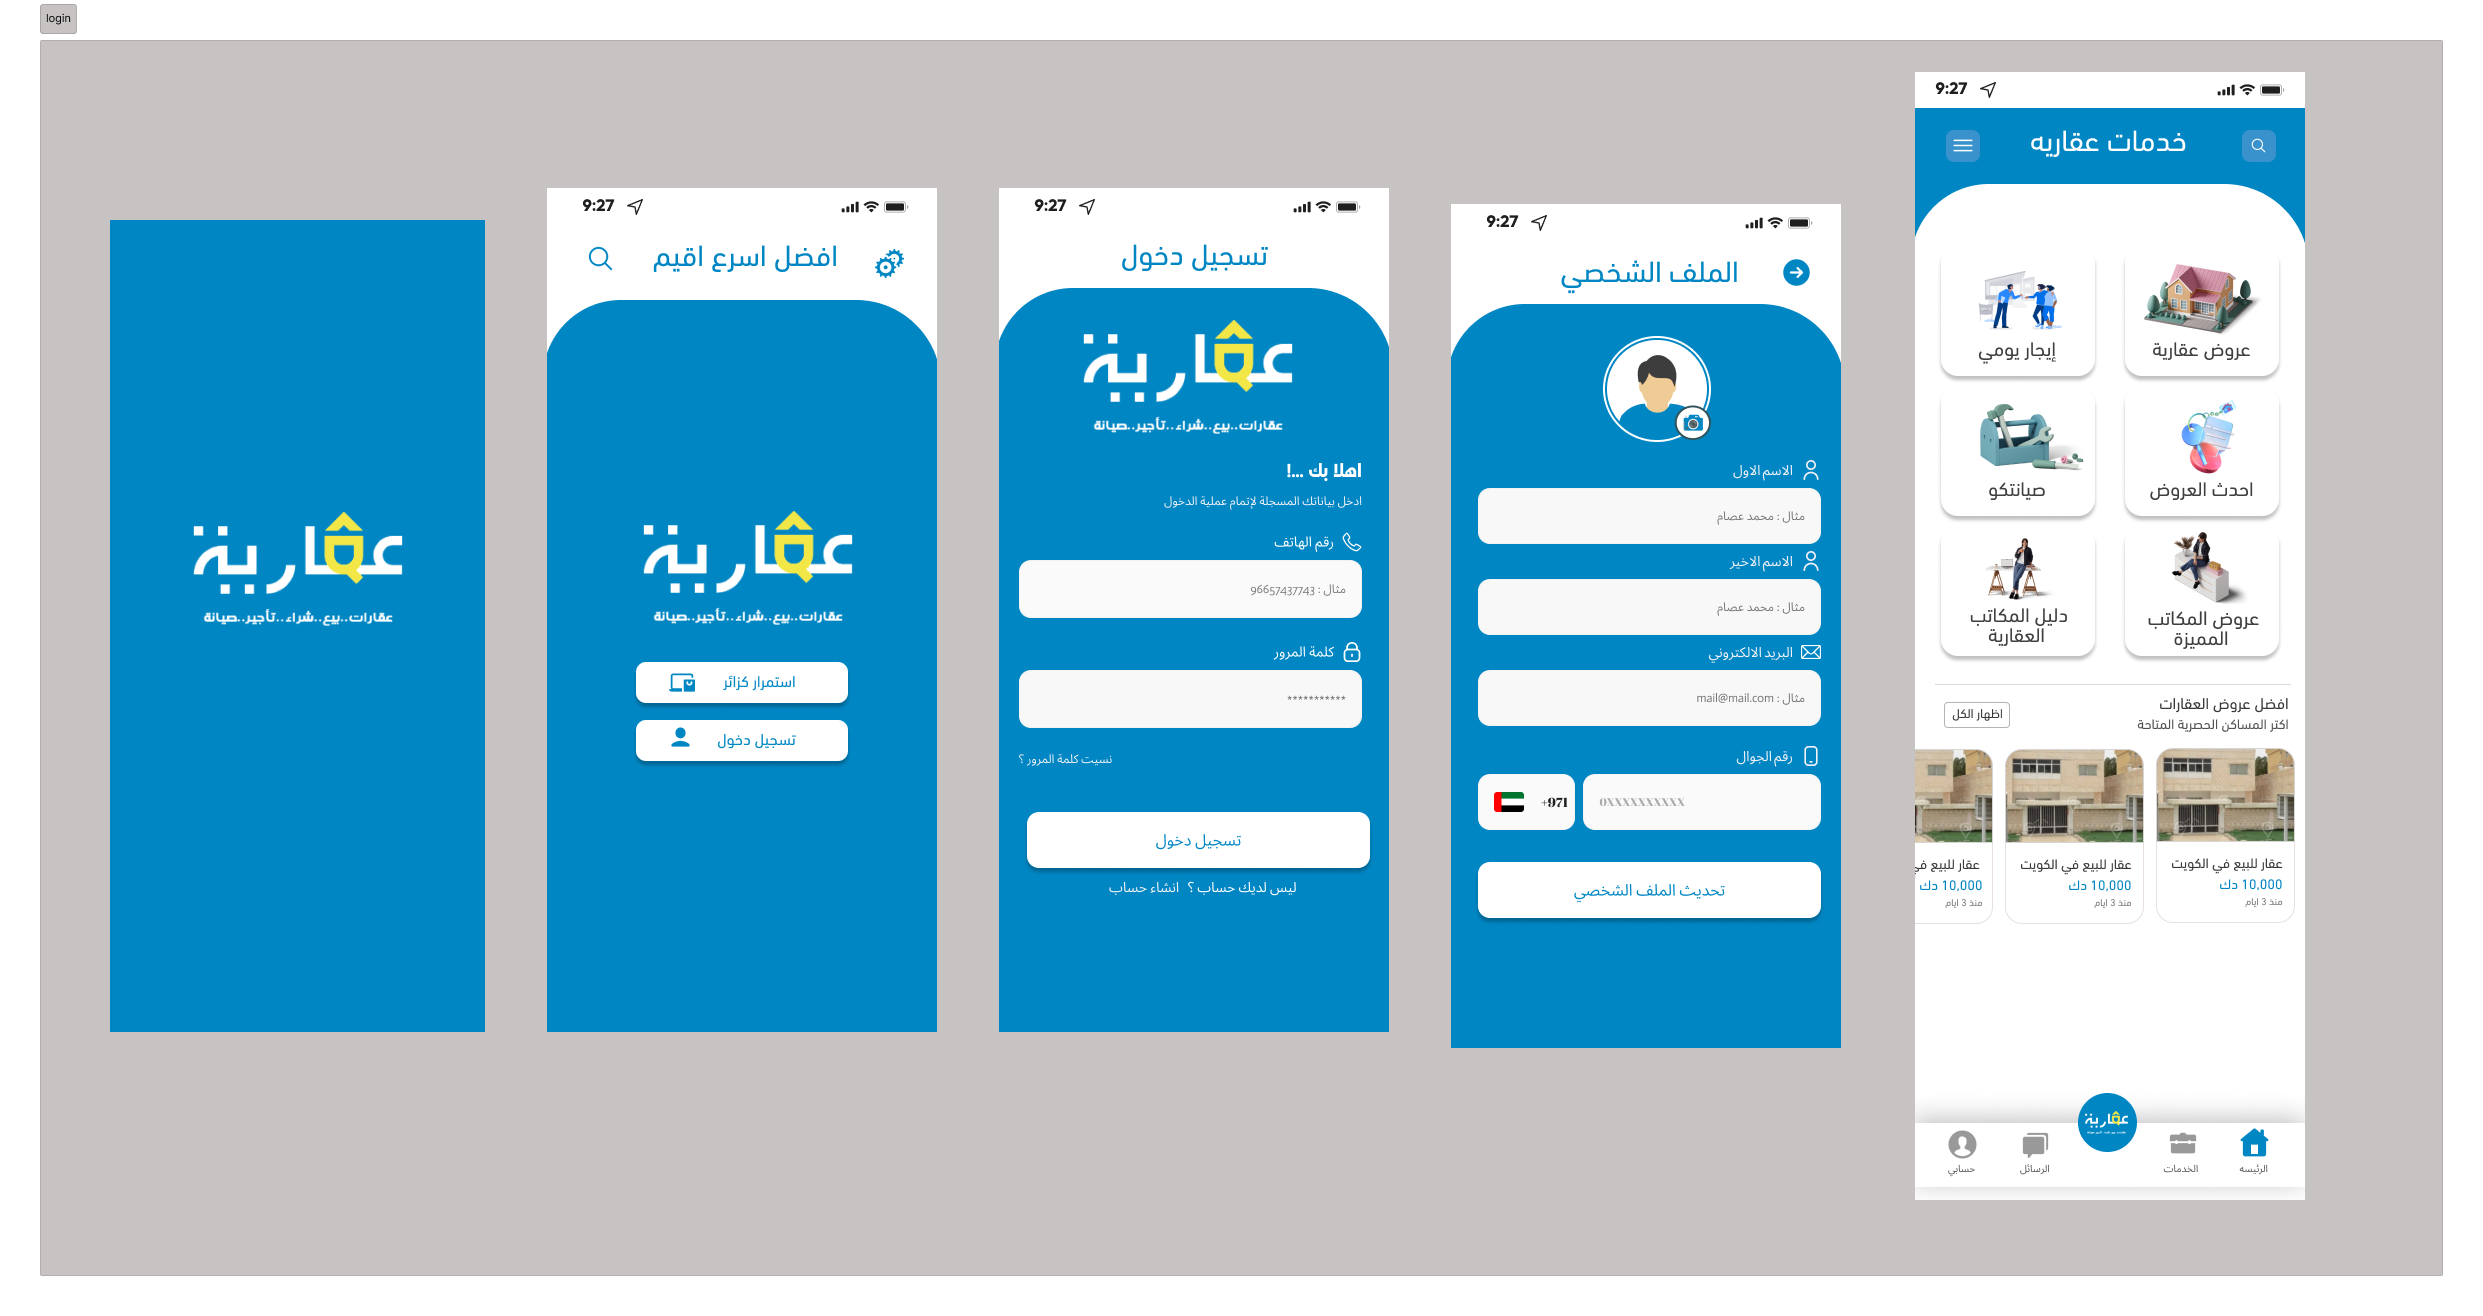 login
عقارية
عقارات..بيع..شراء..تأجير..صيانة
9:27
افضل اسرع اقيم
عقارية
عقارات..بيع..شراء..تأجير..صيانة
استمرار كزائر
تسجيل دخول
9:27
تسجيل دخول
عقارية
عقارات..بيع..شراء..تأجير..صيانة
اهلا بك ...!
ادخل بياناتك المسجلة لإتمام عملية الدخول
رقم الهاتف
مثال : 96657437743
كلمة المرور
***********
نسيت كلمة المرور ؟
تسجيل دخول
ليس لديك حساب ؟ انشاء حساب
9:27
الملف الشخصي
الاسم الاول
مثال : محمد عصام
الاسم الاخير
مثال : محمد عصام
البريد الالكتروني
مثال : mail@mail.com
رقم الجوال
+971 0XXXXXXXXXX
تحديث الملف الشخصي
9:27
خدمات عقاريه
عروض عقارية
إيجار يومي
احدث العروض
صيانتكو
عروض المكاتب
المميزة
دليل المكاتب
العقارية
افضل عروض العقارات
اكتر المساكن الحصرية المتاحة
اظهار الكل
عقار للبيع في الكويت
10,000 دك
منذ 3 ايام
عقار للبيع في الكويت
10,000 دك
منذ 3 ايام
عقار للبيع في
10,000 دك
منذ 3 ايام
عقارية
الرئيسه
الخدمات
الرسائل
حسابي